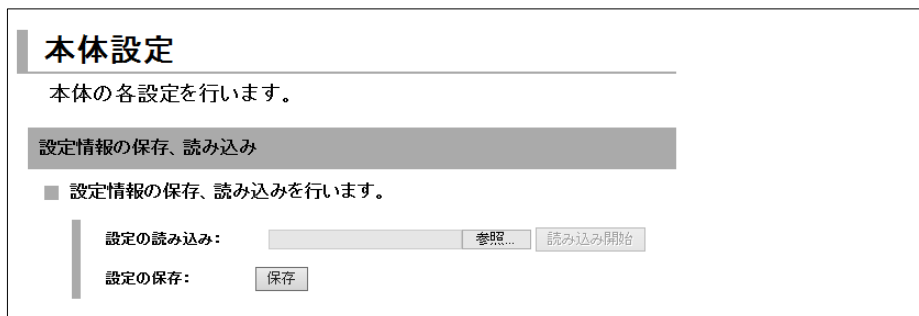 本体設定
本体の各設定を行います。
設定情報の保存、読み込み
設定情報の保存、読み込みを行います。
設定の読み込み： 参照... 読み込み開始
設定の保存： 保存